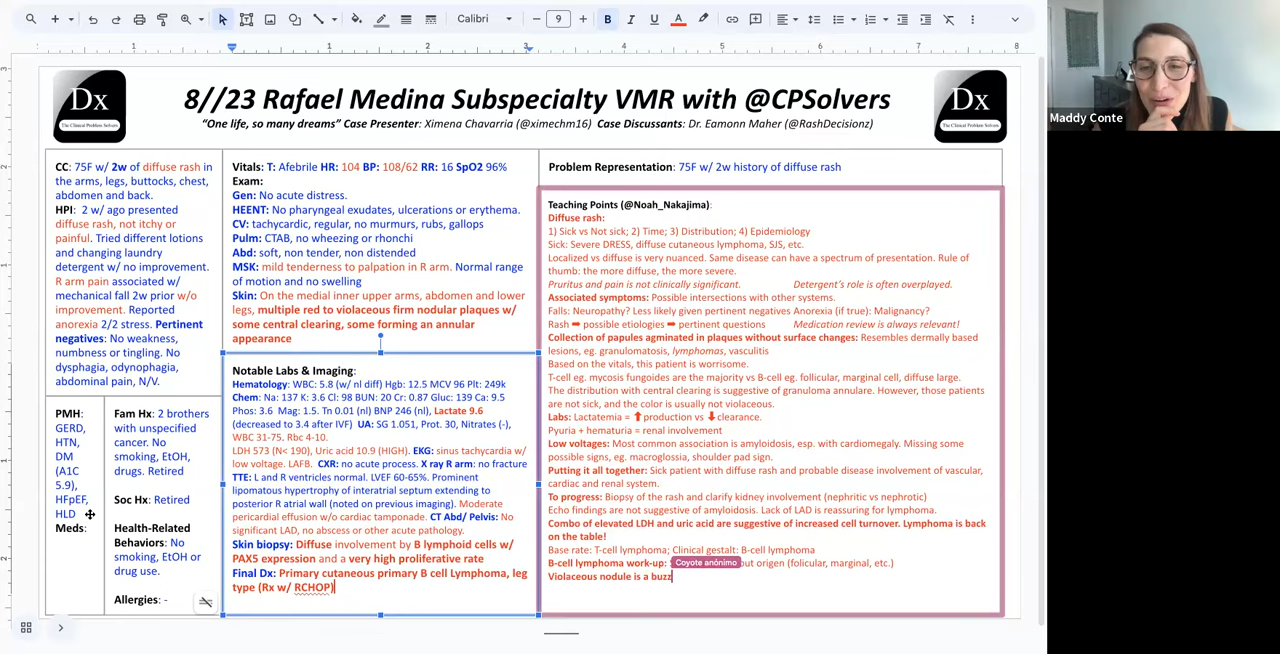 Calibri
9
B
I
U
A
1
1
2
3
4
5
6
7
8
3
2
1
1
2
Dx
The Clinical Problem Solvers
8//23 Rafael Medina Subspecialty VMR with @CPSolvers
“One life, so many dreams” Case Presenter: Ximena Chavarria (@ximechm16) Case Discussants: Dr. Eamonn Maher (@RashDecisionz)
Dx
The Clinical Problem Solvers
CC: 75F w/ 2w of diffuse rash in
the arms, legs, buttocks, chest,
abdomen and back.
HPI: 2 w/ ago presented
diffuse rash, not itchy or
painful. Tried different lotions
and changing laundry
detergent w/ no improvement.
R arm pain associated w/
mechanical fall 2w prior w/o
improvement. Reported
anorexia 2/2 stress. Pertinent
negatives: No weakness,
numbness or tingling. No
dysphagia, odynophagia,
abdominal pain, N/V.
PMH:
GERD,
HTN,
DM
(A1C
5.9),
HFpEF,
HLD
Meds:
Fam Hx: 2 brothers
with unspecified
cancer. No
smoking, EtOH,
drugs. Retired
Soc Hx: Retired
Health-Related
Behaviors: No
smoking, EtOH or
drug use.
Allergies: -
Vitals: T: Afebrile HR: 104 BP: 108/62 RR: 16 SpO2 96%
Exam:
Gen: No acute distress.
HEENT: No pharyngeal exudates, ulcerations or erythema.
CV: tachycardic, regular, no murmurs, rubs, gallops
Pulm: CTAB, no wheezing or rhonchi
Abd: soft, non tender, non distended
MSK: mild tenderness to palpation in R arm. Normal range
of motion and no swelling
Skin: On the medial inner upper arms, abdomen and lower
legs, multiple red to violaceous firm nodular plaques w/
some central clearing, some forming an annular
appearance
Notable Labs & Imaging:
Hematology: WBC: 5.8 (w/ nl diff) Hgb: 12.5 MCV 96 Plt: 249k
Chem: Na: 137 K: 3.6 Cl: 98 BUN: 20 Cr: 0.87 Gluc: 139 Ca: 9.5
Phos: 3.6 Mag: 1.5. Tn 0.01 (nl) BNP 246 (nl), Lactate 9.6
(decreased to 3.4 after IVF) UA: SG 1.051, Prot. 30, Nitrates (-),
WBC 31-75. Rbc 4-10.
LDH 573 (N< 190), Uric acid 10.9 (HIGH). EKG: sinus tachycardia w/
low voltage. LAFB. CXR: no acute process. X ray R arm: no fracture
TTE: L and R ventricles normal. LVEF 60-65%. Prominent
lipomatous hypertrophy of interatrial septum extending to
posterior R atrial wall (noted on previous imaging). Moderate
pericardial effusion w/o cardiac tamponade. CT Abd/ Pelvis: No
significant LAD, no abscess or other acute pathology.
Skin biopsy: Diffuse involvement by B lymphoid cells w/
PAX5 expression and a very high proliferative rate
Final Dx: Primary cutaneous primary B cell Lymphoma, leg
type (Rx w/ RCHOP)
Problem Representation: 75F w/ 2w history of diffuse rash
Teaching Points (@Noah_Nakajima):
Diffuse rash:
1) Sick vs Not sick; 2) Time; 3) Distribution; 4) Epidemiology
Sick: Severe DRESS, diffuse cutaneous lymphoma, SJS, etc.
Localized vs diffuse is very nuanced. Same disease can have a spectrum of presentation. Rule of
thumb: the more diffuse, the more severe.
Pruritus and pain is not clinically significant. Detergent's role is often overplayed.
Associated symptoms: Possible intersections with other systems.
Falls: Neuropathy? Less likely given pertinent negatives Anorexia (if true): Malignancy?
Rash ➡ possible etiologies ➡ pertinent questions Medication review is always relevant!
Collection of papules agminated in plaques without surface changes: Resembles dermally based
lesions, eg. granulomatosis, lymphomas, vasculitis
Based on the vitals, this patient is worrisome.
T-cell eg. mycosis fungoides are the majority vs B-cell eg. follicular, marginal cell, diffuse large.
The distribution with central clearing is suggestive of granuloma annulare. However, those patients
are not sick, and the color is usually not violaceous.
Labs: Lactatemia = ⬆production vs ⬇clearance.
Pyuria + hematuria = renal involvement
Low voltages: Most common association is amyloidosis, esp. with cardiomegaly. Missing some
possible signs, eg. macroglossia, shoulder pad sign.
Putting it all together: Sick patient with diffuse rash and probable disease involvement of vascular,
cardiac and renal system.
To progress: Biopsy of the rash and clarify kidney involvement (nephritic vs nephrotic)
Echo findings are not suggestive of amyloidosis. Lack of LAD is reassuring for lymphoma.
Combo of elevated LDH and uric acid are suggestive of increased cell turnover. Lymphoma is back
on the table!
Base rate: T-cell lymphoma; Clinical gestalt: B-cell lymphoma
Coyote anónimo
B-cell lymphoma work-up: out origen (folicular, marginal, etc.)
Violaceous nodule is a buzz
Maddy Conte